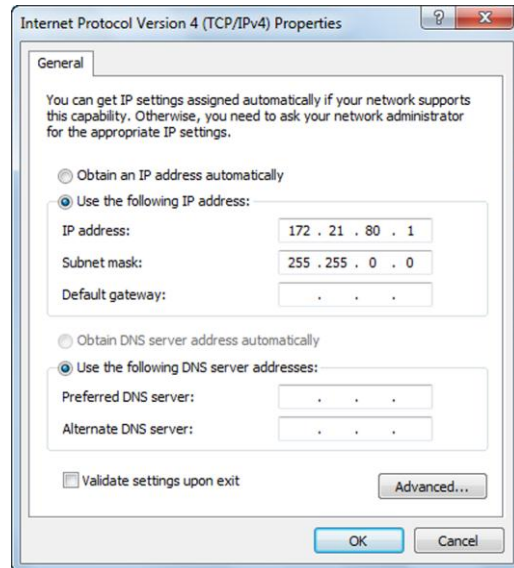 Internet Protocol Version 4 (TCP/IPv4) Properties
General
You can get IP settings assigned automatically if your network supports
this capability. Otherwise, you need to ask your network administrator
for the appropriate IP settings.
Obtain an IP address automatically
Use the following IP address:
IP address: 172 . 21 . 80 . 1
Subnet mask: 255 . 255 . 0 . 0
Default gateway: . . .
Obtain DNS server address automatically
Use the following DNS server addresses:
Preferred DNS server: . . .
Alternate DNS server: . . .
Validate settings upon exit
Advanced...
OK Cancel